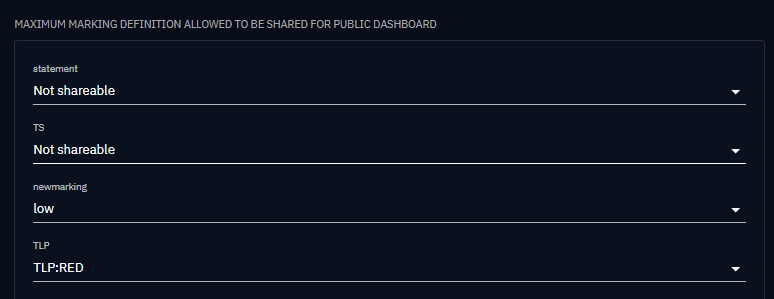 MAXIMUM MARKING DEFINITION ALLOWED TO BE SHARED FOR PUBLIC DASHBOARD
statement
Not shareable
TS
Not shareable
newmarking
low
TLP
TLP:RED